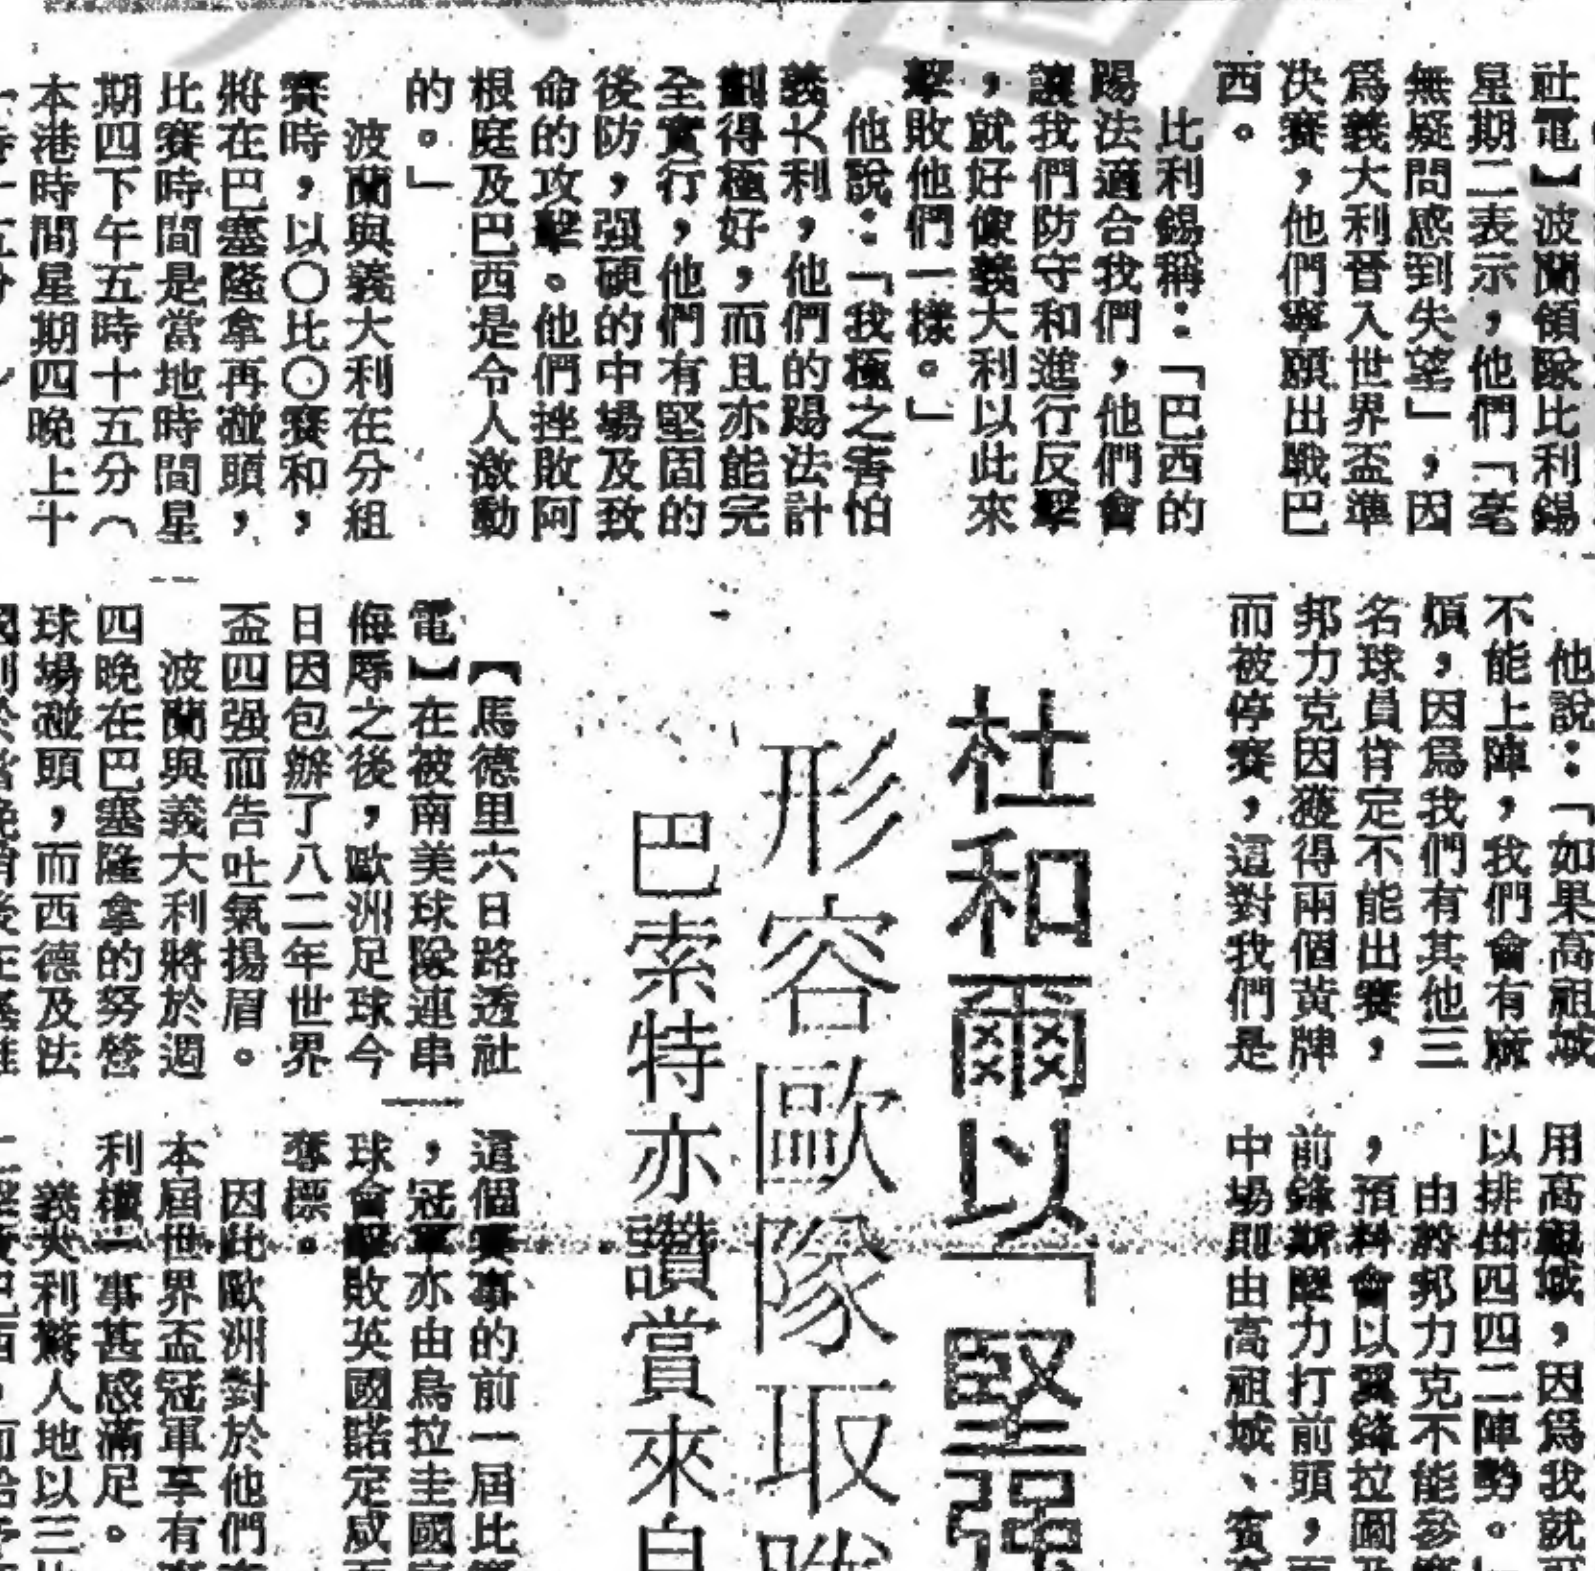 社電】波蘭領隊比利錫
星期二表示，他們「毫
無疑問感到失望」，因
爲義大利晉入世界盃準
決賽，他們寧願出戰巴
西。
比利錫稱：「巴西的
踢法適合我們，他們會
讓我們防守和進行反擊
，就好像義大利以此來
擊敗他們一樣。」
他說：「我極之害怕
義大利，他們的踢法計
劃得極好，而且亦能完
全實行，他們有堅固的
後防，强硬的中場及致
命的攻擊。他們挫敗阿
根庭及巴西是令人激動
的。」
波蘭與義大利在分組
賽時，以〇比〇賽和，
將在巴塞隆拿再碰頭，
比賽時間是當地時間星
期四下午五時十五分（
本港時間星期四晚上十
他說：「如果高祖城
不能上陣，我們會有麻
煩，因爲我們有其他三
名球員肯定不能出賽，
邦力克因獲得兩個黃牌
而被停賽，這對我們是
杜和爾以「堅强
形容歐隊取勝
巴索特亦讚賞來自
【馬德里六日路透社
電】在被南美球隊連串
侮辱之後，歐洲足球今
日因包辦了八二年世界
盃四强而告吐氣揚眉。
波蘭與義大利將於週
四晚在巴塞隆拿的努營
球場碰頭，而西德及法
用高祖城，因爲我就
以排出四四二陣勢。
由於邦力克不能參
，預料會以翼鋒拉圖
前鋒斯摩力打前頭，
中場則由高祖城、
這個賽事的前一屆比
，冠軍亦由烏拉圭國
球會擊敗英國諾定咸
奪標。
因此歐洲對於他們
本屆世界盃冠軍享有
利權一事甚感滿足。
義大利驚人地以三